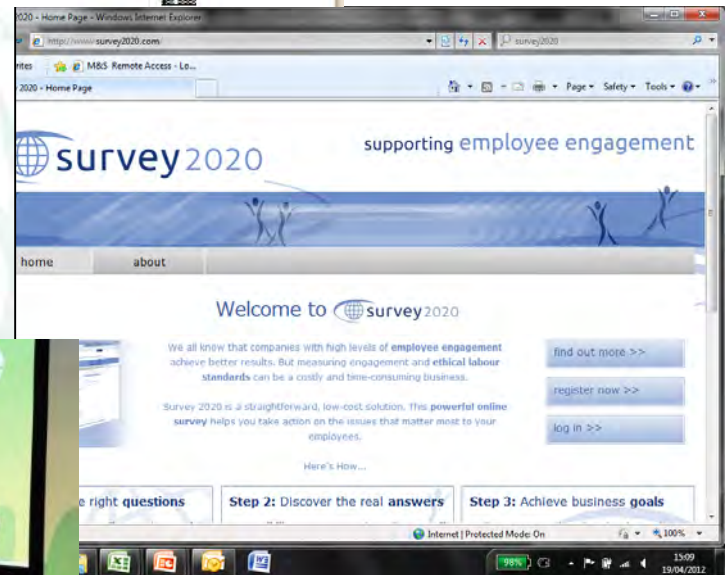 2020 - Home Page - Windows Internet Explorer
http://www.survey2020.com
survey2020
M&S Remote Access - Lo...
2020 - Home Page
Page Safety Tools
survey2020
supporting employee engagement
home about
Welcome to survey2020
We all know that companies with high levels of employee engagement
achieve better results. But measuring engagement and ethical labour
standards can be a costly and time-consuming business.
Survey 2020 is a straightforward, low-cost solution. This powerful online
survey helps you take action on the issues that matter most to your
employees.
Here's How...
find out more >>
register now >>
log in >>
right questions
Step 2: Discover the real answers
Step 3: Achieve business goals
Internet | Protected Mode: On
100%
98%
15:09
19/04/2012